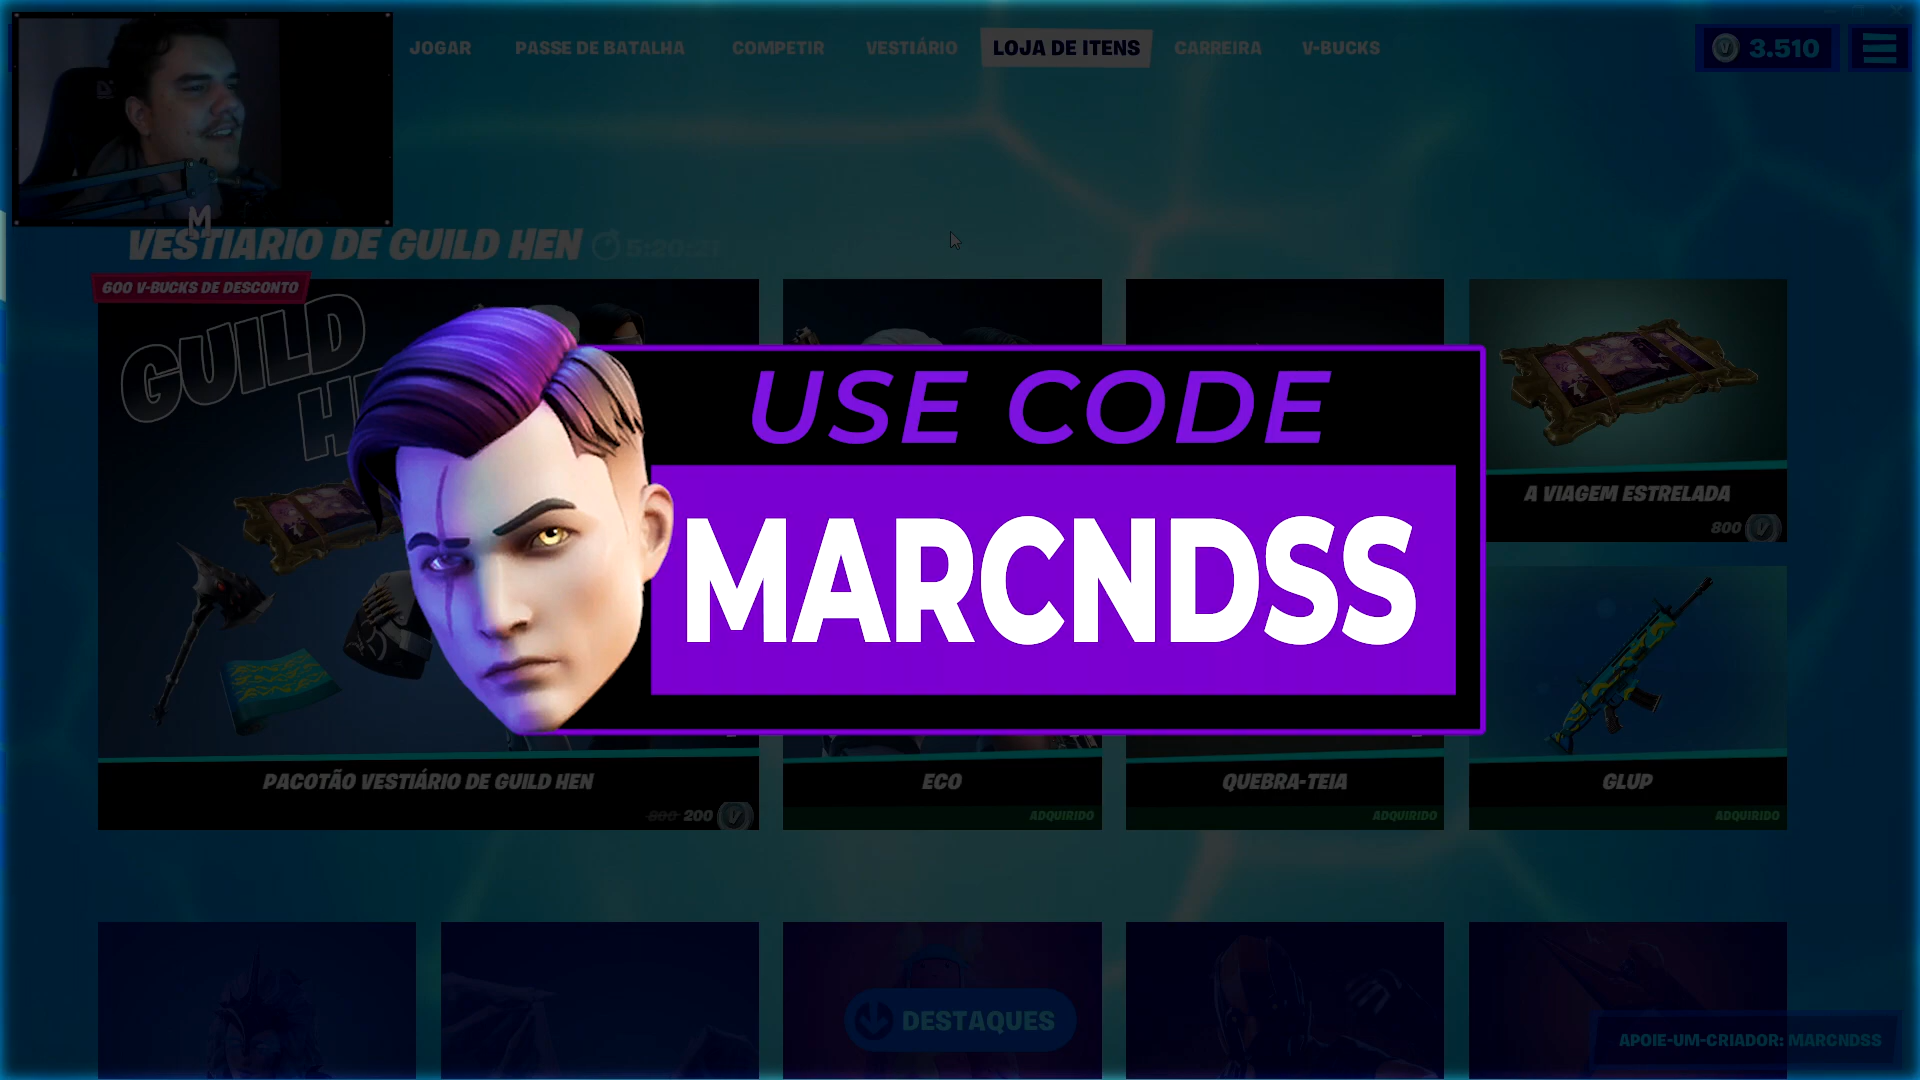 JOGAR PASSE DE BATALHA COMPETIR VESTIÁRIO LOJA DE ITENS CARREIRA V-BUCKS 3.510
M
VESTIÁRIO DE GUILD HEN
600 V-BUCKS DE DESCONTO
GUILD
USE CODE
MARCNDSS
A VIAGEM ESTRELADA
800
PACOTÃO VESTIÁRIO DE GUILD HEN
800 200
ECO
ADQUIRIDO
QUEBRA-TEIA
ADQUIRIDO
GLUP
ADQUIRIDO
DESTAQUES
APOIE-UM-CRIADOR: MARCNDSS